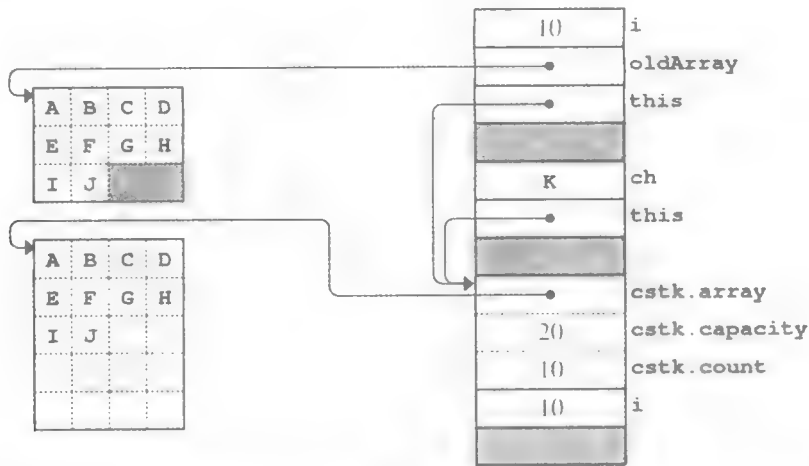 10 i
oldArray
this
A B C D
E F G H
I J
K ch
this
A B C D
E F G H
I J
cstk.array
20 cstk.capacity
10 cstk.count
10 i